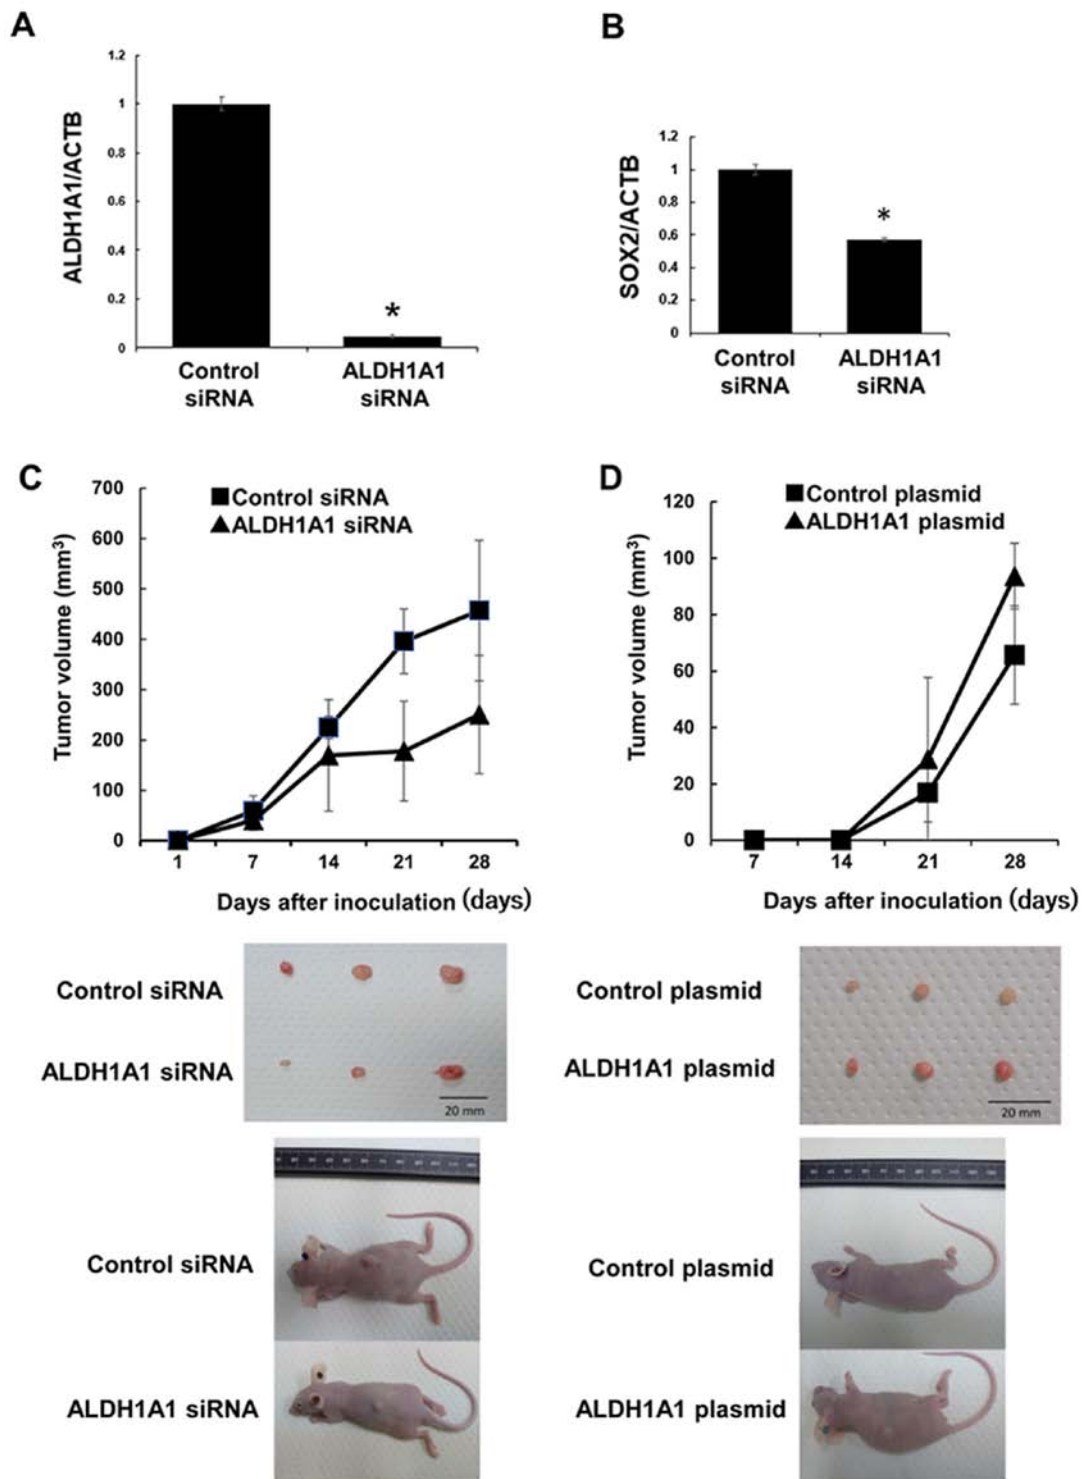 A
1.2
1
0.8
0.6
0.4
0.2
0
ALDH1A1/ACTB
*
Control
siRNA
ALDH1A1
siRNA
B
1.2
1
0.8
0.6
0.4
0.2
0
SOX2/ACTB
*
Control
siRNA
ALDH1A1
siRNA
C
700
600
500
400
300
200
100
0
Tumor volume (mm³)
Control siRNA
ALDH1A1 siRNA
1 7 14 21 28
Days after inoculation (days)
D
120
100
80
60
40
20
0
Tumor volume (mm³)
Control plasmid
ALDH1A1 plasmid
7 14 21 28
Days after inoculation (days)
Control siRNA
ALDH1A1 siRNA
20 mm
Control plasmid
ALDH1A1 plasmid
20 mm
Control siRNA
ALDH1A1 siRNA
Control plasmid
ALDH1A1 plasmid